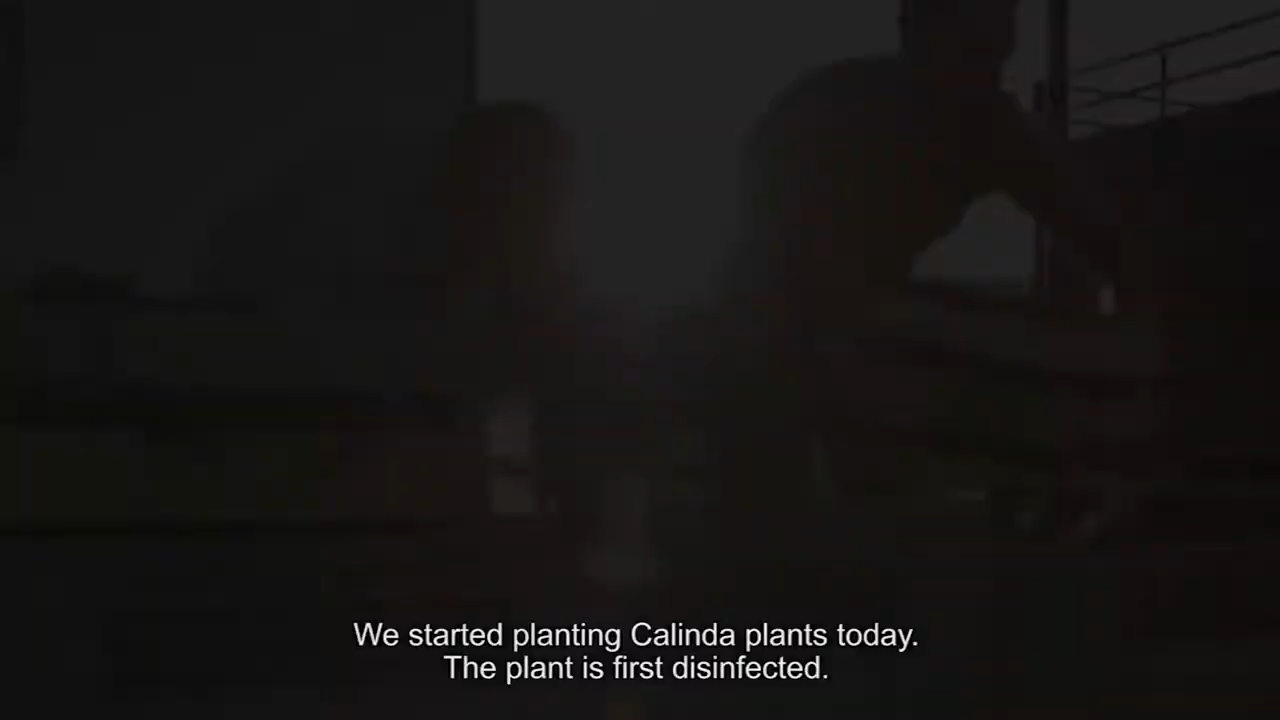 We started planting Calinda plants today.
The plant is first disinfected.